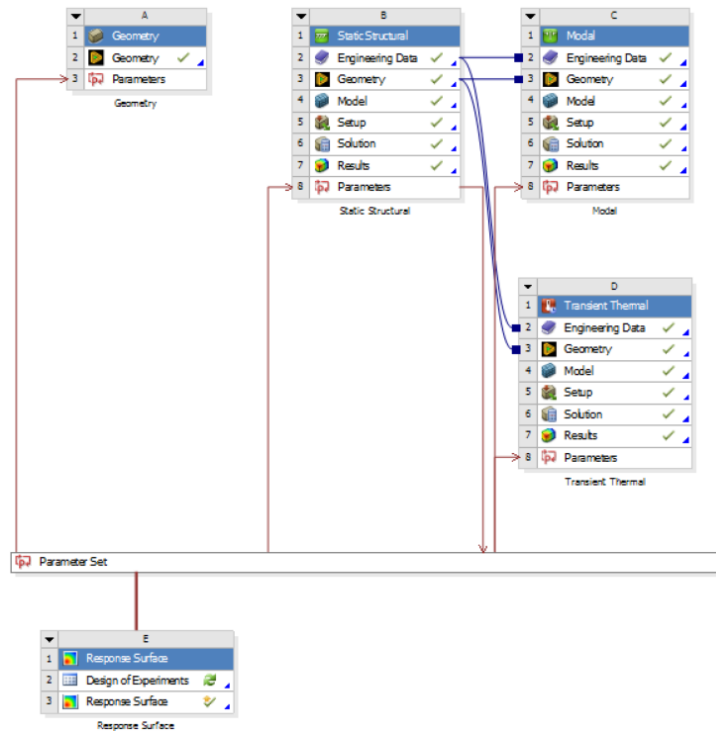 A
1 Geometry
2 Geometry
3 Parameters
Geometry
B
1 Static Structural
2 Engineering Data
3 Geometry
4 Model
5 Setup
6 Solution
7 Results
8 Parameters
Static Structural
C
1 Modal
2 Engineering Data
3 Geometry
4 Model
5 Setup
6 Solution
7 Results
8 Parameters
Modal
D
1 Transient Thermal
2 Engineering Data
3 Geometry
4 Model
5 Setup
6 Solution
7 Results
8 Parameters
Transient Thermal
Parameter Set
E
1 Response Surface
2 Design of Experiments
3 Response Surface
Response Surface